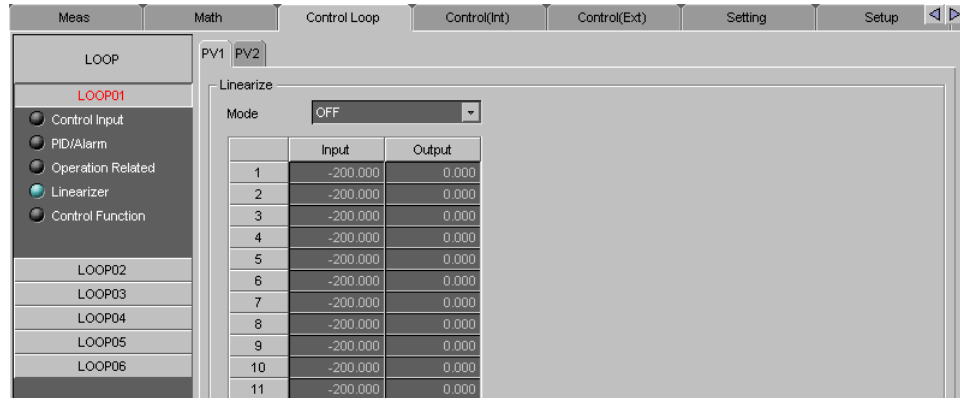 Meas Math Control Loop Control(Int) Control(Ext) Setting Setup
LOOP
LOOP01
Control Input
PID/Alarm
Operation Related
Linearizer
Control Function
LOOP02
LOOP03
LOOP04
LOOP05
LOOP06
PV1 PV2
Linearize
Mode OFF
Input Output
1 -200.000 0.000
2 -200.000 0.000
3 -200.000 0.000
4 -200.000 0.000
5 -200.000 0.000
6 -200.000 0.000
7 -200.000 0.000
8 -200.000 0.000
9 -200.000 0.000
10 -200.000 0.000
11 -200.000 0.000